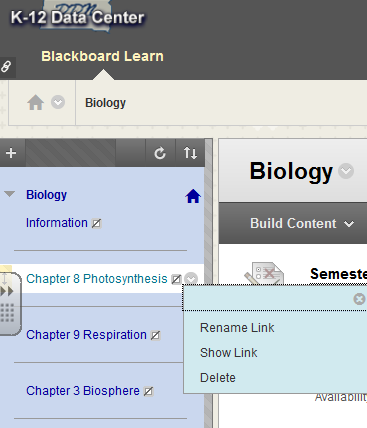 K-12 Data Center
Blackboard Learn
Biology
Biology
Information
Chapter 8 Photosynthesis
Chapter 9 Respiration
Chapter 3 Biosphere
Biology
Build Content
Semeste
Rename Link
Show Link
Delete
Availability